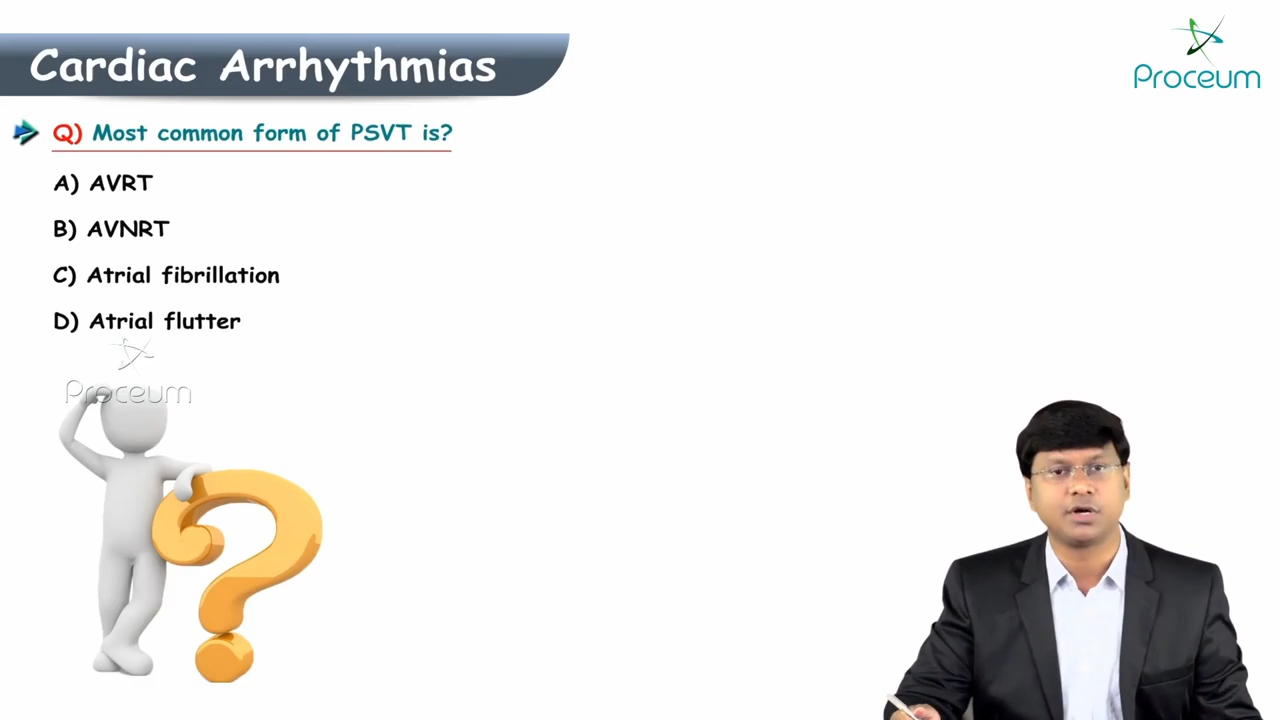 Cardiac Arrhythmias
Proceum
Q) Most common form of PSVT is?
A) AVRT
B) AVNRT
C) Atrial fibrillation
D) Atrial flutter
Proceum